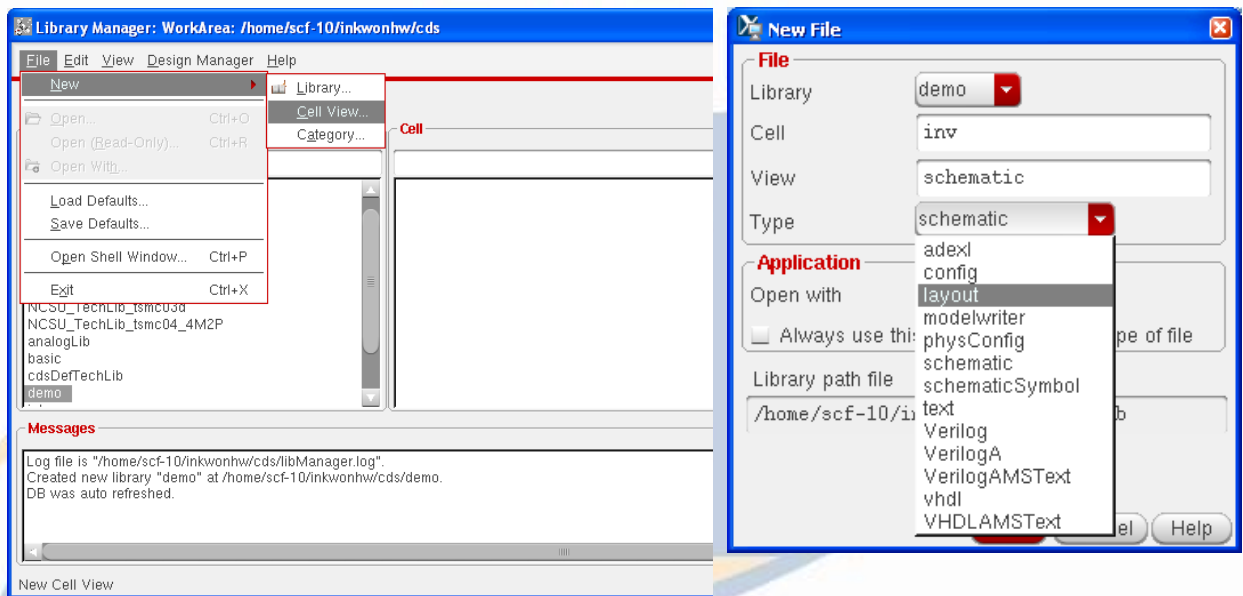 Library Manager: WorkArea: /home/scf-10/inkwonhw/cds
File Edit View Design Manager Help
New
Open... Ctrl+O
Open (Read-Only)... Ctrl+R
Open With...
Load Defaults...
Save Defaults...
Open Shell Window... Ctrl+P
Exit Ctrl+X
Library...
Cell View...
Category...
Cell
NCSU_TechLib_tsmc03d
NCSU_TechLib_tsmc04_4M2P
analogLib
basic
cdsDefTechLib
demo
Messages
Log file is "/home/scf-10/inkwonhw/cds/libManager.log".
Created new library "demo" at /home/scf-10/inkwonhw/cds/demo.
DB was auto refreshed.
New Cell View
New File
File
Library demo
Cell inv
View schematic
Type schematic
adexl
config
layout
modelwriter
physConfig
schematic
schematicSymbol
text
Verilog
VerilogA
VerilogAMSText
vhdl
VHDLAMSText
Application
Open with
Always use this pe of file
Library path file
/home/scf-10/i b
el Help